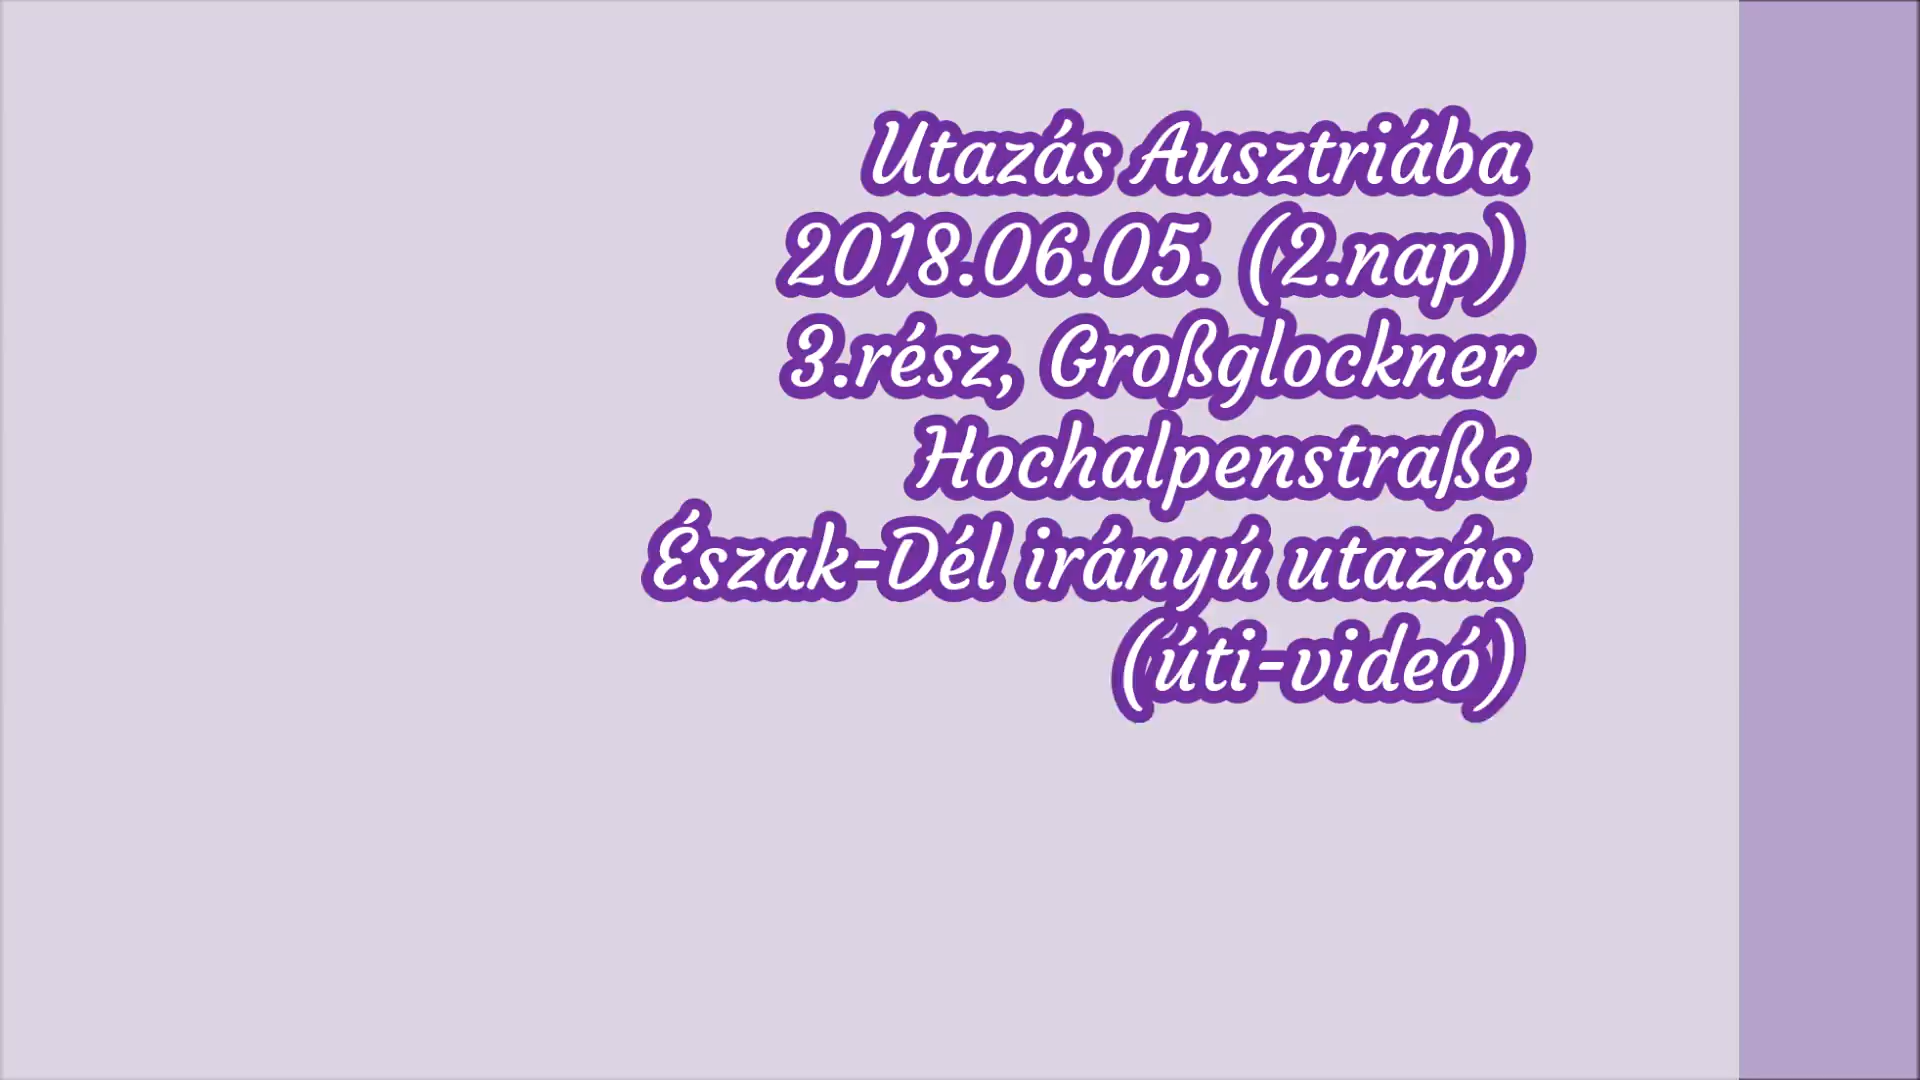 Utazás Ausztriába
2018.06.05. (2.nap)
3.rész, Großglockner
Hochalpenstraße
Észak-Dél irányú utazás
(úti-videó)